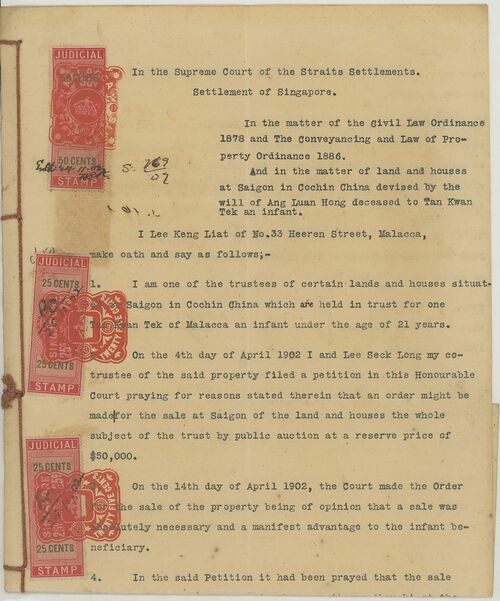 JUDICIAL
50 CENTS
STAMP
In the Supreme Court of the Straits Settlements.
Settlement of Singapore.
In the matter of the Civil Law Ordinance
1878 and The Conveyancing and Law of Pro-
perty Ordinance 1886.
And in the matter of land and houses
at Saigon in Cochin China devised by the
will of Ang Luan Hong deceased to Tan Kwan
Tek an infant.
S. 269
02
I Lee Keng Liat of No.33 Heeren Street, Malacca,
make oath and say as follows;-
JUDICIAL
25 CENTS
TWENTY FIVE CENTS
25 CENTS
STAMP
1. I am one of the trustees of certain lands and houses situat-
Saigon in Cochin China which are held in trust for one
Tan Kwan Tek of Malacca an infant under the age of 21 years.
On the 4th day of April 1902 I and Lee Seck Long my co-
trustee of the said property filed a petition in this Honourable
Court praying for reasons stated therein that an order might be
made for the sale at Saigon of the land and houses the whole
subject of the trust by public auction at a reserve price of
$50,000.
JUDICIAL
25 CENTS
25 CENTS
STAMP
On the 14th day of April 1902, the Court made the Order
the sale of the property being of opinion that a sale was
absolutely necessary and a manifest advantage to the infant be-
neficiary.
4. In the said Petition it had been prayed that the sale